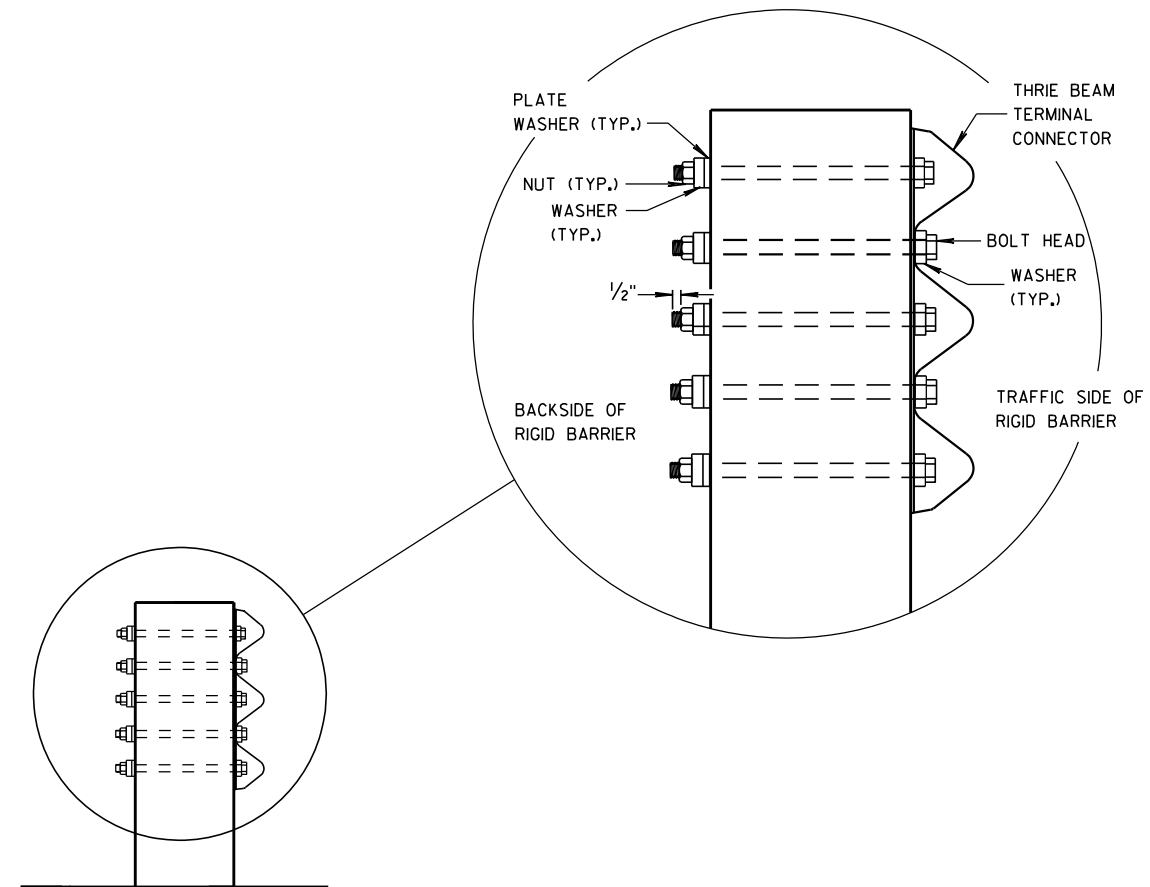 PLATE
WASHER (TYP.)
NUT (TYP.)
WASHER
(TYP.)
1/2"
BACKSIDE OF
RIGID BARRIER
THRIE BEAM
TERMINAL
CONNECTOR
BOLT HEAD
WASHER
(TYP.)
TRAFFIC SIDE OF
RIGID BARRIER